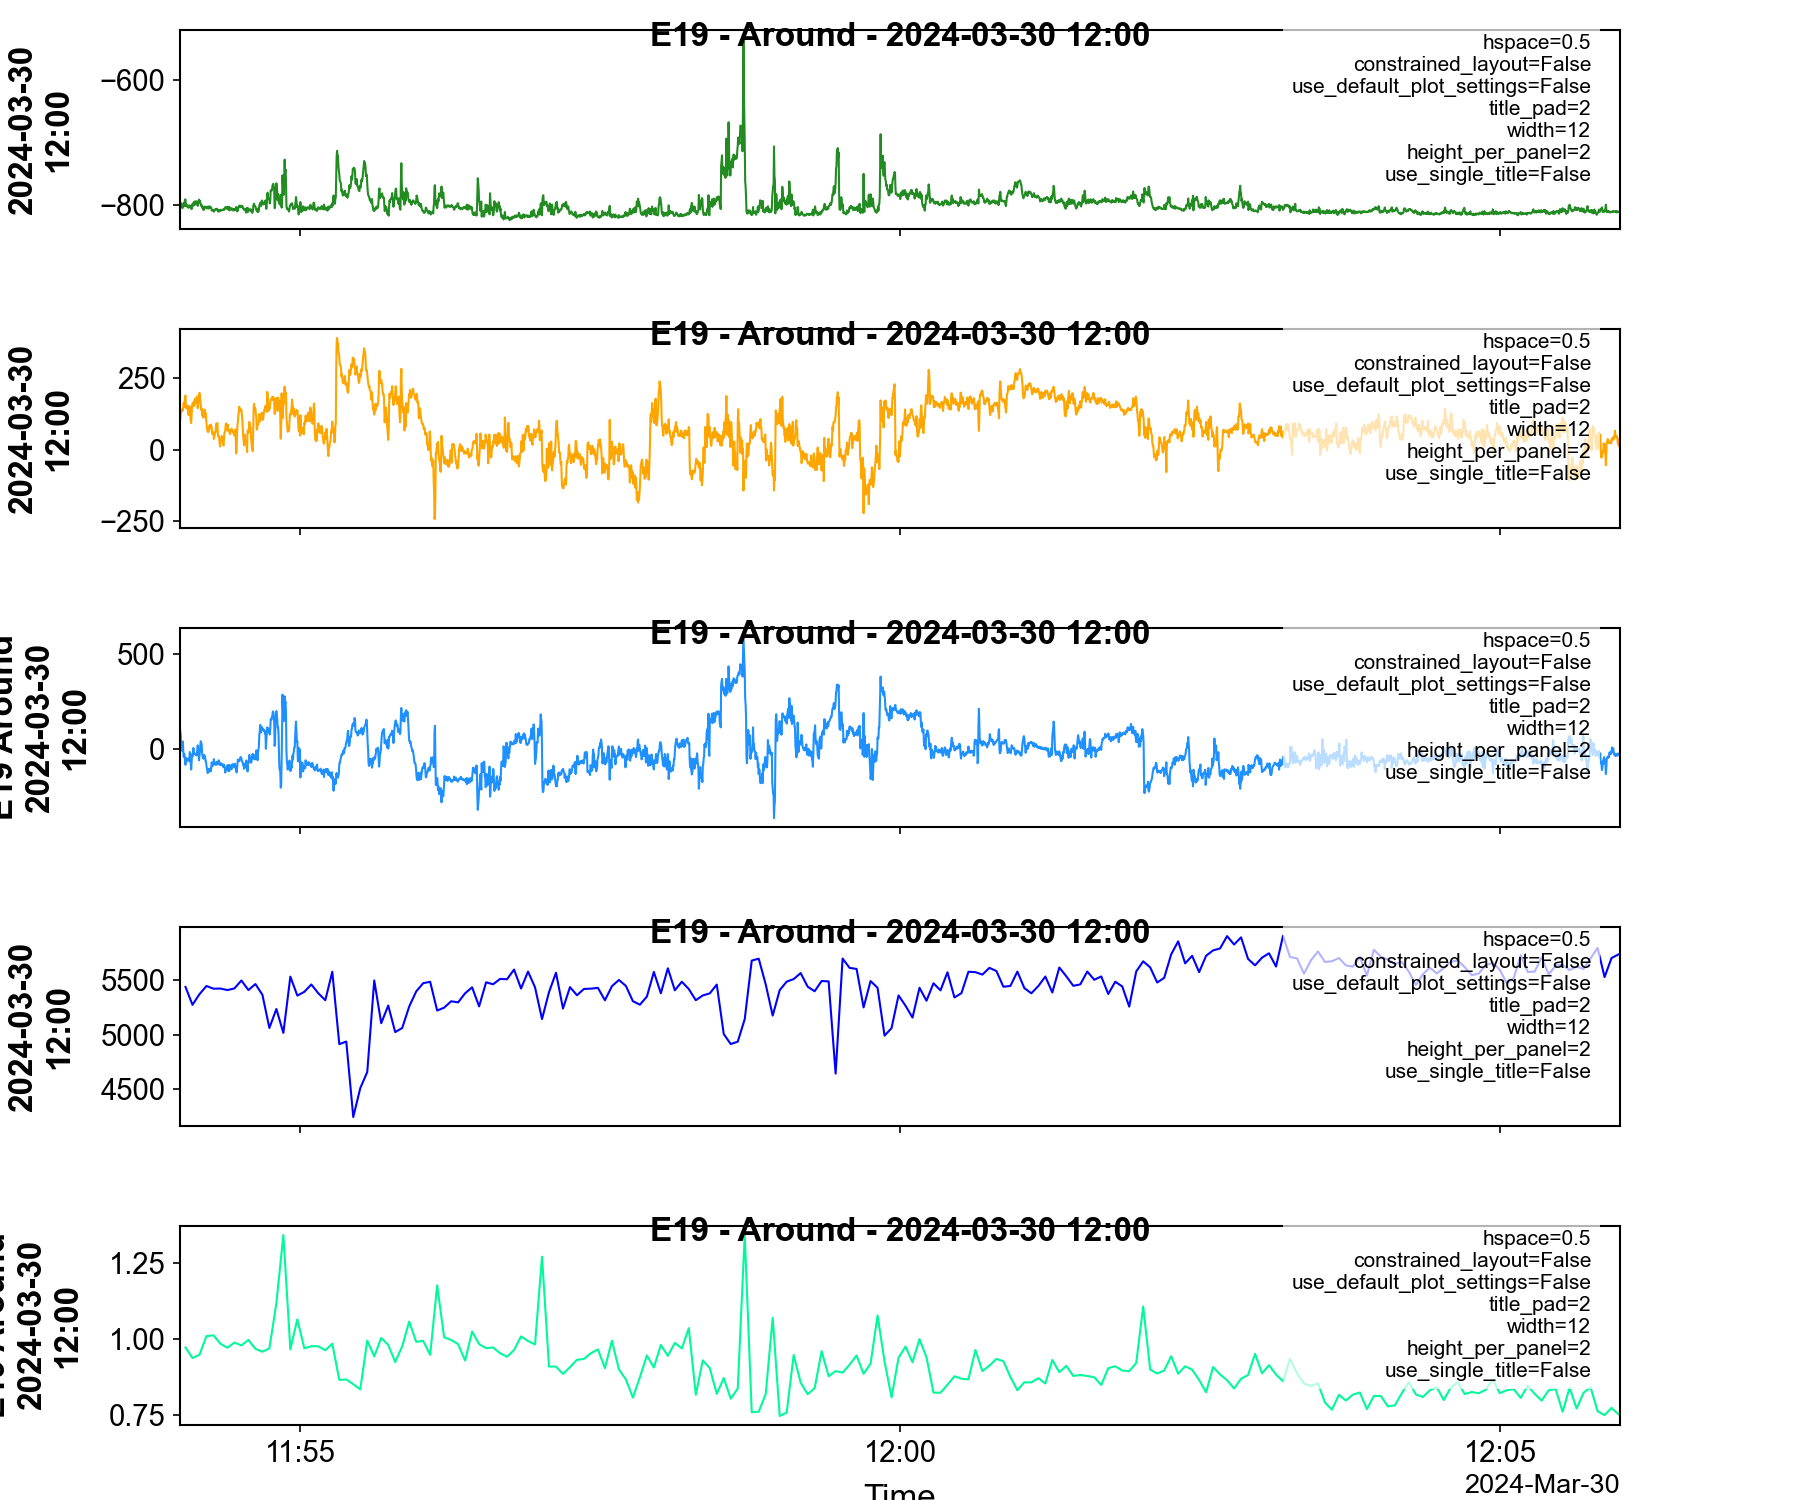 E19 - Around - 2024-03-30 12:00
2024-03-30
12:00
−600
−800
hspace=0.5
constrained_layout=False
use_default_plot_settings=False
title_pad=2
width=12
height_per_panel=2
use_single_title=False
E19 - Around - 2024-03-30 12:00
2024-03-30
12:00
250
0
−250
hspace=0.5
constrained_layout=False
use_default_plot_settings=False
title_pad=2
width=12
height_per_panel=2
use_single_title=False
E19 - Around - 2024-03-30 12:00
E19 Around
2024-03-30
12:00
500
0
hspace=0.5
constrained_layout=False
use_default_plot_settings=False
title_pad=2
width=12
height_per_panel=2
use_single_title=False
E19 - Around - 2024-03-30 12:00
2024-03-30
12:00
5500
5000
4500
hspace=0.5
constrained_layout=False
use_default_plot_settings=False
title_pad=2
width=12
height_per_panel=2
use_single_title=False
E19 - Around - 2024-03-30 12:00
E19 Around
2024-03-30
12:00
1.25
1.00
0.75
hspace=0.5
constrained_layout=False
use_default_plot_settings=False
title_pad=2
width=12
height_per_panel=2
use_single_title=False
11:55
12:00
12:05
2024-Mar-30
Time